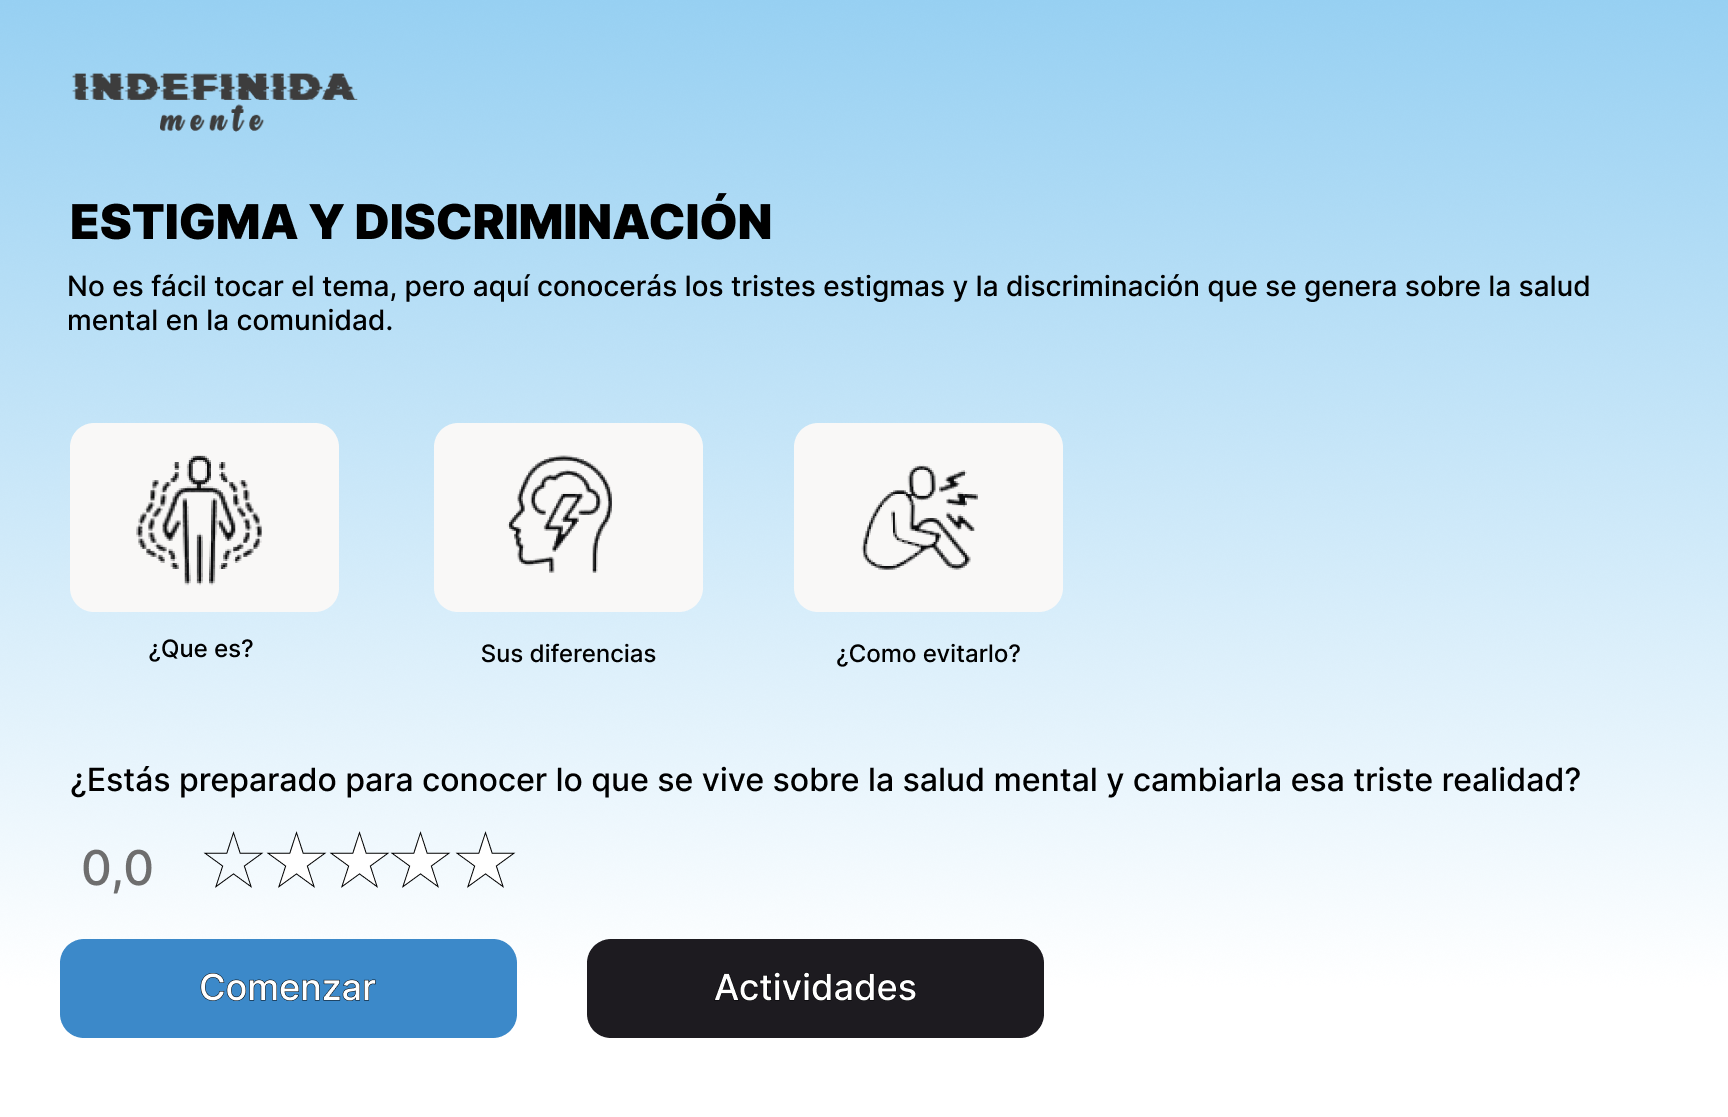 INDEFINIDA
mente
ESTIGMA Y DISCRIMINACIÓN
No es fácil tocar el tema, pero aquí conocerás los tristes estigmas y la discriminación que se genera sobre la salud
mental en la comunidad.
¿Que es?
Sus diferencias
¿Como evitarlo?
¿Estás preparado para conocer lo que se vive sobre la salud mental y cambiarla esa triste realidad?
0,0
Comenzar
Actividades